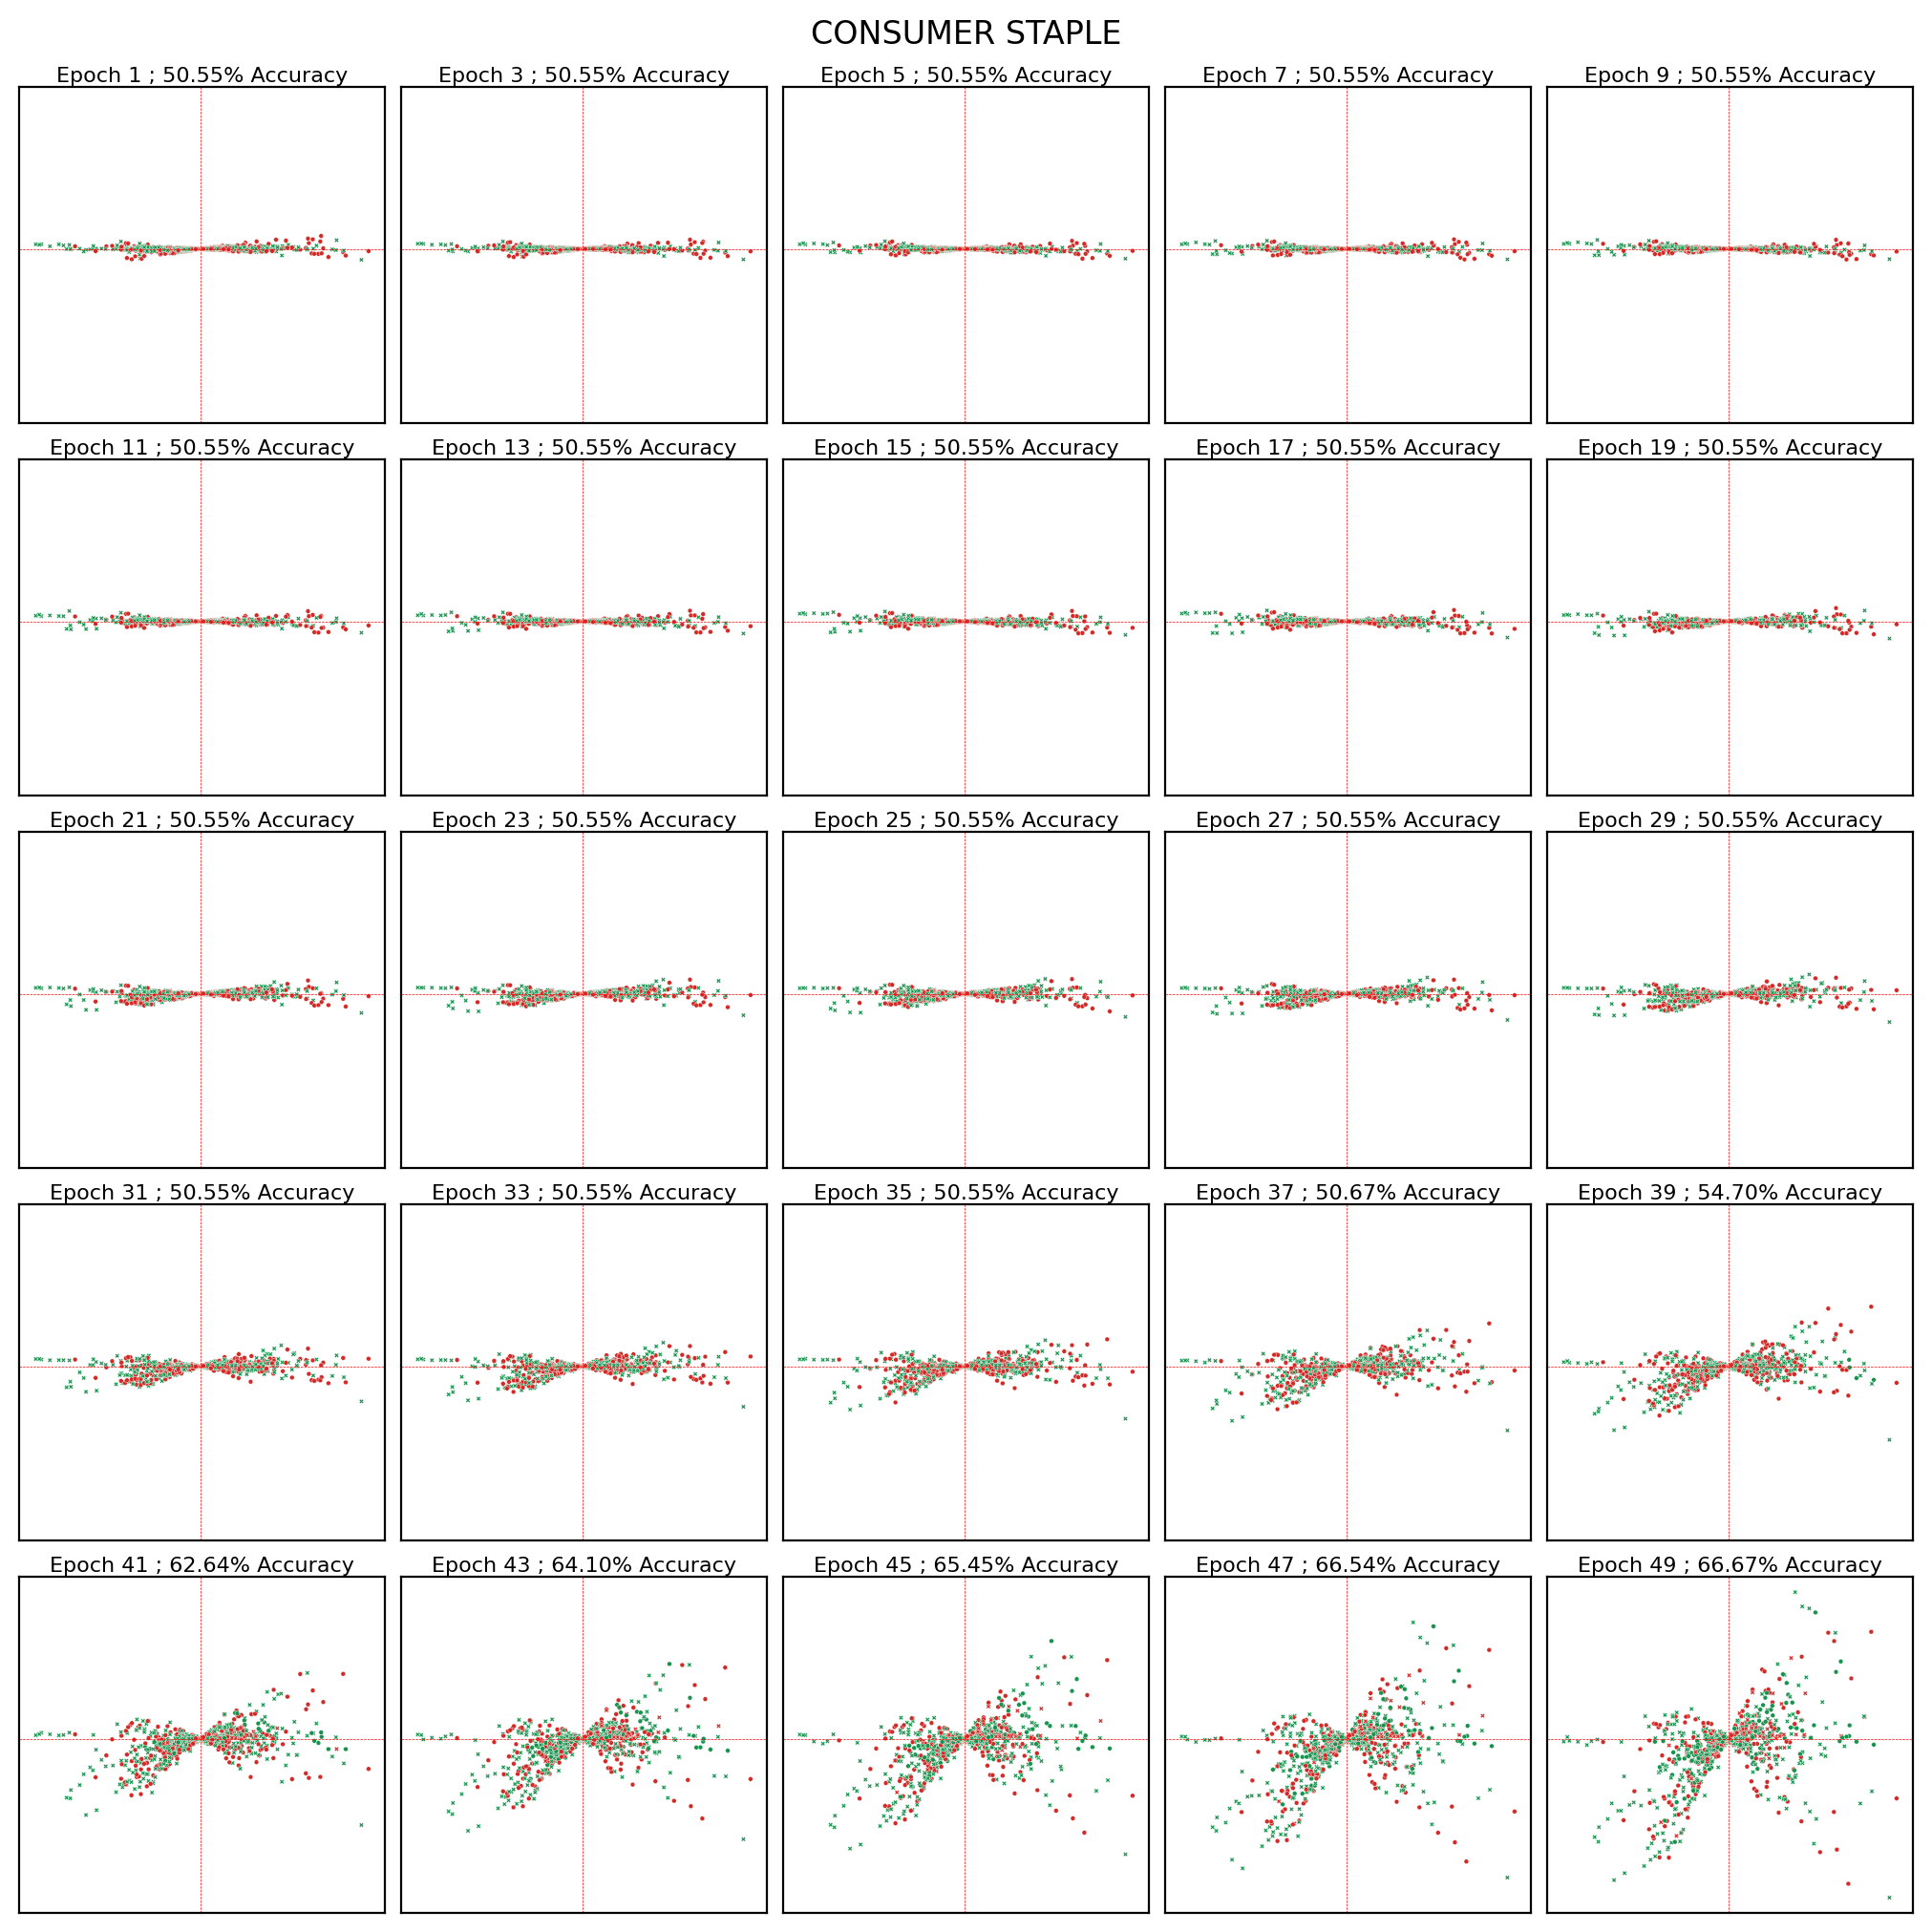 CONSUMER STAPLE
Epoch 1 ; 50.55% Accuracy
Epoch 3 ; 50.55% Accuracy
Epoch 5 ; 50.55% Accuracy
Epoch 7 ; 50.55% Accuracy
Epoch 9 ; 50.55% Accuracy
Epoch 11 ; 50.55% Accuracy
Epoch 13 ; 50.55% Accuracy
Epoch 15 ; 50.55% Accuracy
Epoch 17 ; 50.55% Accuracy
Epoch 19 ; 50.55% Accuracy
Epoch 21 ; 50.55% Accuracy
Epoch 23 ; 50.55% Accuracy
Epoch 25 ; 50.55% Accuracy
Epoch 27 ; 50.55% Accuracy
Epoch 29 ; 50.55% Accuracy
Epoch 31 ; 50.55% Accuracy
Epoch 33 ; 50.55% Accuracy
Epoch 35 ; 50.55% Accuracy
Epoch 37 ; 50.67% Accuracy
Epoch 39 ; 54.70% Accuracy
Epoch 41 ; 62.64% Accuracy
Epoch 43 ; 64.10% Accuracy
Epoch 45 ; 65.45% Accuracy
Epoch 47 ; 66.54% Accuracy
Epoch 49 ; 66.67% Accuracy